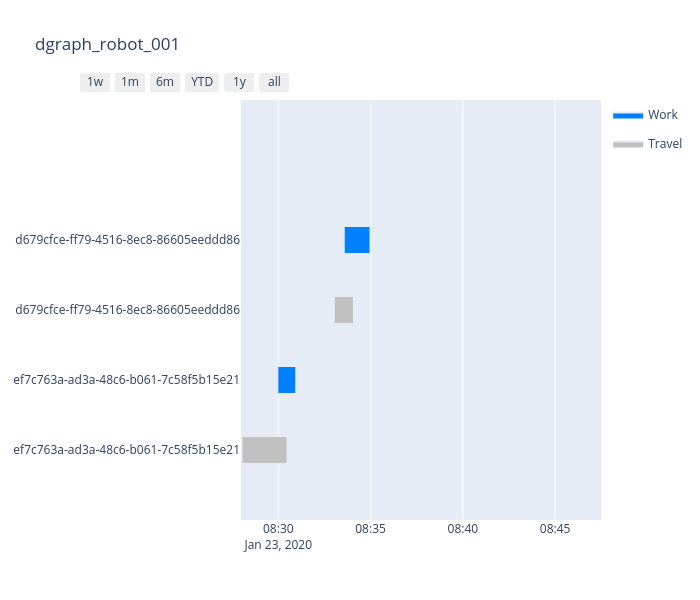 dgraph_robot_001
1w 1m 6m YTD 1y all
Work
Travel
d679cfce-ff79-4516-8ec8-86605eeddd86
d679cfce-ff79-4516-8ec8-86605eeddd86
ef7c763a-ad3a-48c6-b061-7c58f5b15e21
ef7c763a-ad3a-48c6-b061-7c58f5b15e21
08:30 08:35 08:40 08:45
Jan 23, 2020